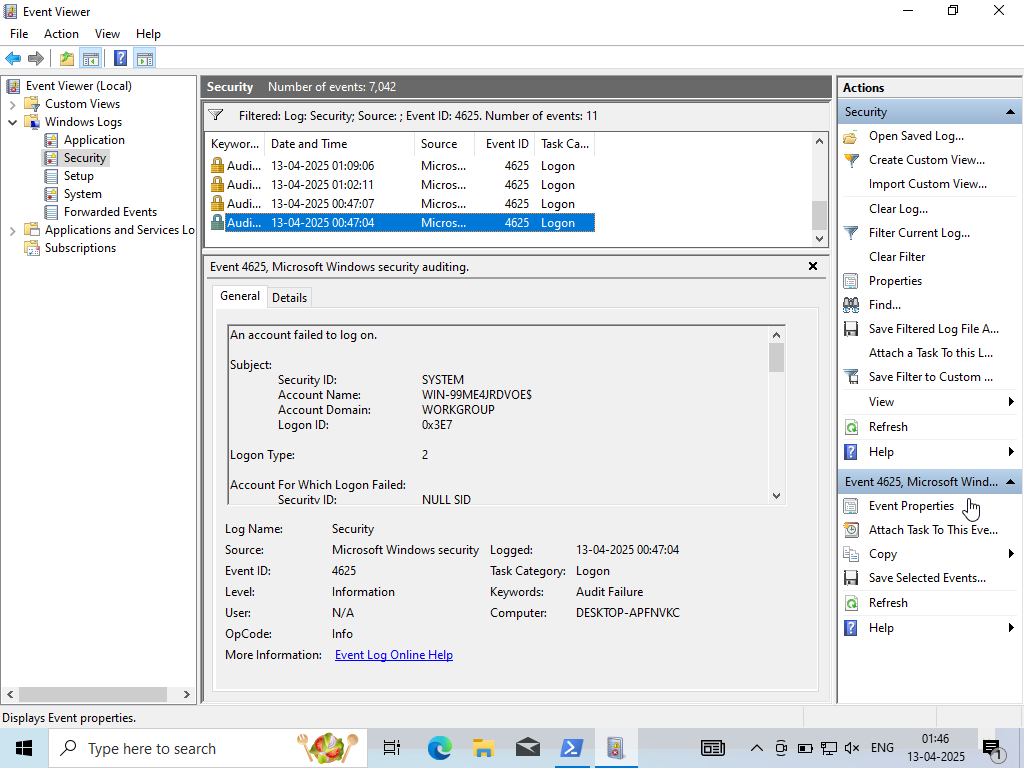 Event Viewer
File Action View Help
Event Viewer (Local)
Custom Views
Windows Logs
Application
Security
Setup
System
Forwarded Events
Applications and Services Lo
Subscriptions
Security Number of events: 7,042
Filtered: Log: Security; Source: ; Event ID: 4625. Number of events: 11
Keywor... Date and Time Source Event ID Task Ca...
Audi... 13-04-2025 01:09:06 Micros... 4625 Logon
Audi... 13-04-2025 01:02:11 Micros... 4625 Logon
Audi... 13-04-2025 00:47:07 Micros... 4625 Logon
Audi... 13-04-2025 00:47:04 Micros... 4625 Logon
Event 4625, Microsoft Windows security auditing.
General Details
An account failed to log on.
Subject:
Security ID: SYSTEM
Account Name: WIN-99ME4JRDVOE$
Account Domain: WORKGROUP
Logon ID: 0x3E7
Logon Type: 2
Account For Which Logon Failed:
Security ID: NULL SID
Log Name: Security
Source: Microsoft Windows security Logged: 13-04-2025 00:47:04
Event ID: 4625 Task Category: Logon
Level: Information Keywords: Audit Failure
User: N/A Computer: DESKTOP-APFNVKC
OpCode: Info
More Information: Event Log Online Help
Actions
Security
Open Saved Log...
Create Custom View...
Import Custom View...
Clear Log...
Filter Current Log...
Clear Filter
Properties
Find...
Save Filtered Log File A...
Attach a Task To this L...
Save Filter to Custom ...
View
Refresh
Help
Event 4625, Microsoft Wind...
Event Properties
Attach Task To This Eve...
Copy
Save Selected Events...
Refresh
Help
Displays Event properties.
Type here to search
ENG
01:46
13-04-2025
1